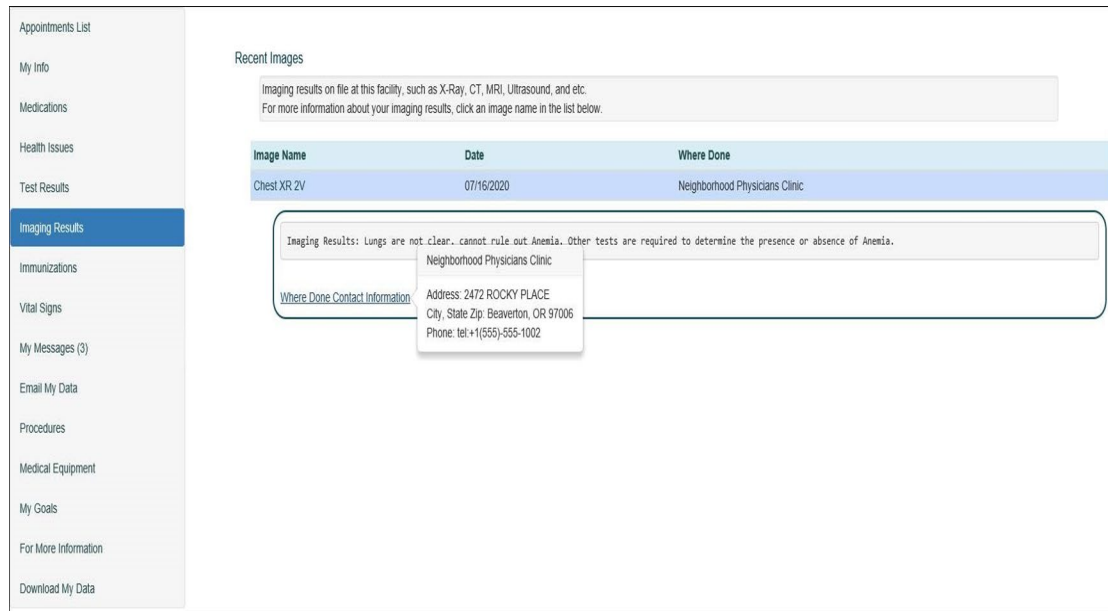 Appointments List
My Info
Medications
Health Issues
Test Results
Imaging Results
Immunizations
Vital Signs
My Messages (3)
Email My Data
Procedures
Medical Equipment
My Goals
For More Information
Download My Data
Recent Images
Imaging results on file at this facility, such as X-Ray, CT, MRI, Ultrasound, and etc.
For more information about your imaging results, click an image name in the list below.
Image Name Date Where Done
Chest XR 2V 07/16/2020 Neighborhood Physicians Clinic
Imaging Results: Lungs are not clear. cannot rule out Anemia. Other tests are required to determine the presence or absence of Anemia.
Where Done Contact Information
Neighborhood Physicians Clinic
Address: 2472 ROCKY PLACE
City, State Zip: Beaverton, OR 97006
Phone: tel:+1(555)-555-1002